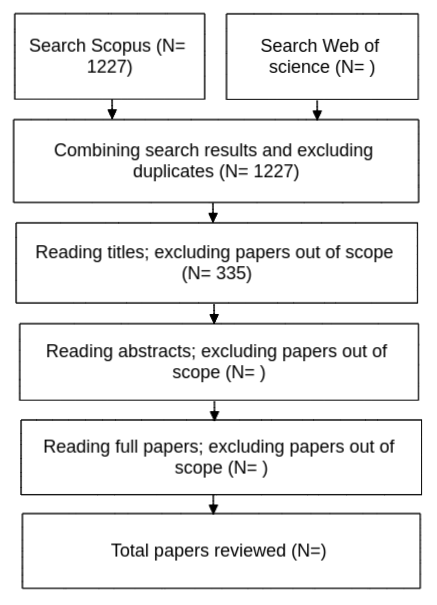 Search Scopus (N=
1227)
Search Web of
science (N= )
Combining search results and excluding
duplicates (N= 1227)
Reading titles; excluding papers out of scope
(N= 335)
Reading abstracts; excluding papers out of
scope (N= )
Reading full papers; excluding papers out of
scope (N= )
Total papers reviewed (N=)